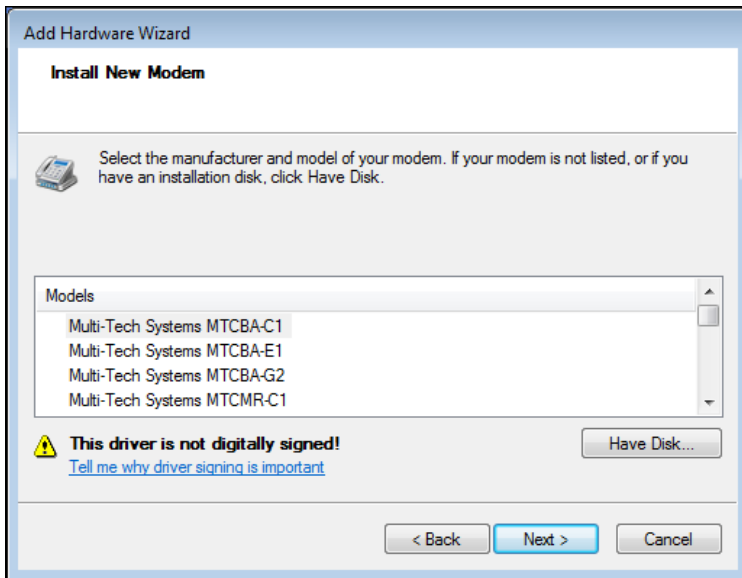 Add Hardware Wizard
Install New Modem
Select the manufacturer and model of your modem. If your modem is not listed, or if you
have an installation disk, click Have Disk.
Models
Multi-Tech Systems MTCBA-C1
Multi-Tech Systems MTCBA-E1
Multi-Tech Systems MTCBA-G2
Multi-Tech Systems MTCMR-C1
This driver is not digitally signed!
Have Disk...
Tell me why driver signing is important
< Back
Next >
Cancel